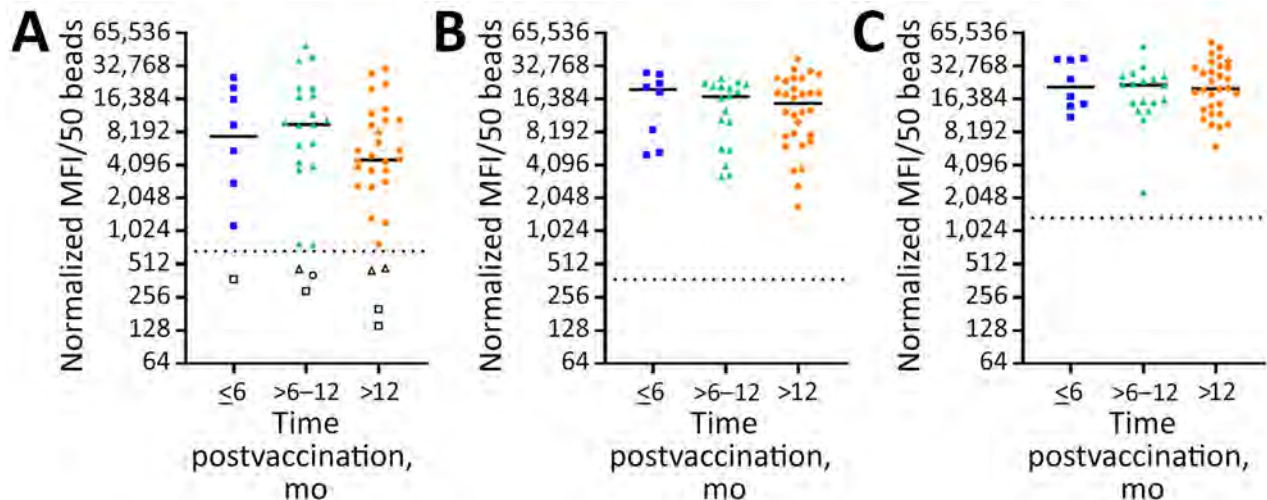 A
Normalized MFI/50 beads
65,536
32,768
16,384
8,192
4,096
2,048
1,024
512
256
128
64
≤6
>6–12
>12
Time
postvaccination,
mo
B
Normalized MFI/50 beads
65,536
32,768
16,384
8,192
4,096
2,048
1,024
512
256
128
64
≤6
>6–12
>12
Time
postvaccination,
mo
C
Normalized MFI/50 beads
65,536
32,768
16,384
8,192
4,096
2,048
1,024
512
256
128
64
≤6
>6–12
>12
Time
postvaccination,
mo